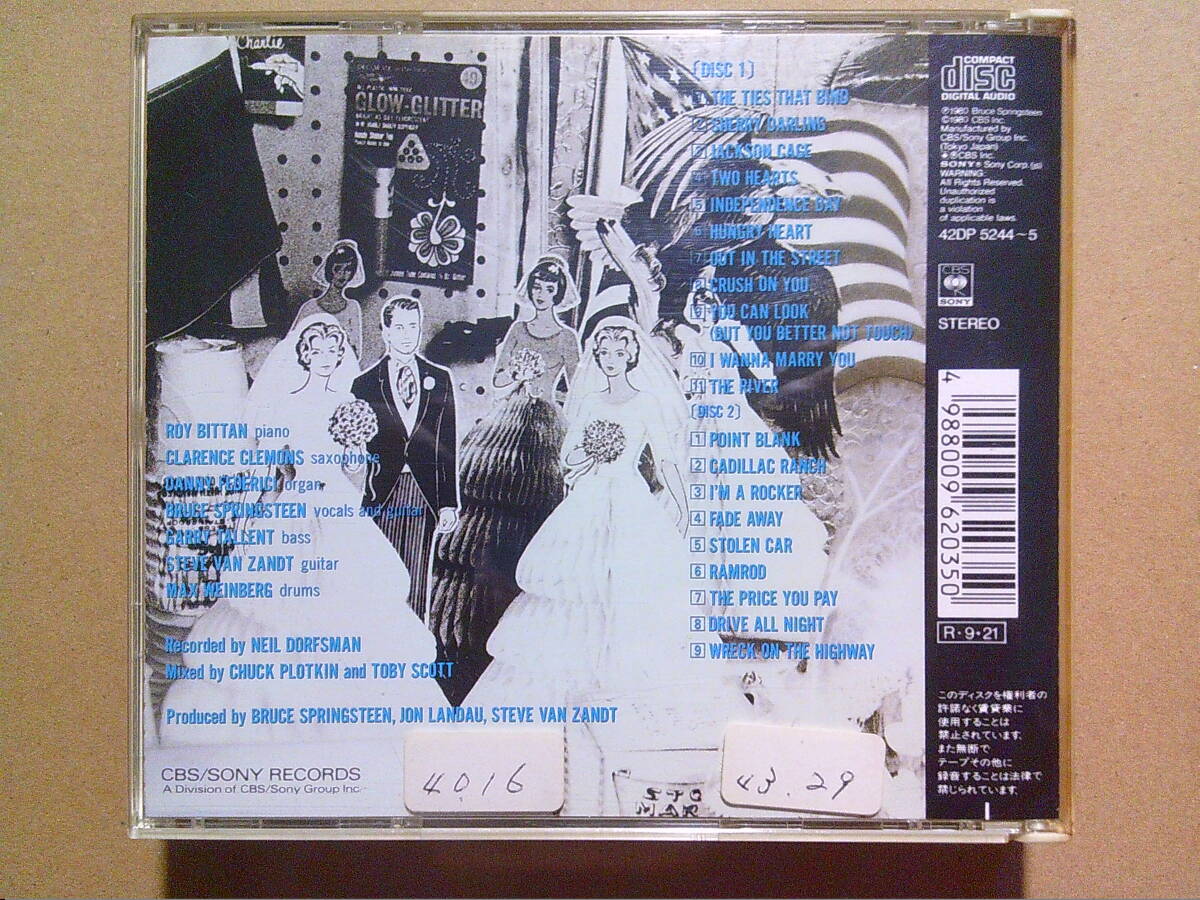 Charlie
GLOW-GLITTER
49
[DISC 1]
1 THE TIES THAT BIND
2 SHERRY DARLING
3 JACKSON CAGE
4 TWO HEARTS
5 INDEPENDENCE DAY
6 HUNGRY HEART
7 OUT IN THE STREET
8 CRUSH ON YOU
9 YOU CAN LOOK
(BUT YOU BETTER NOT TOUCH)
10 I WANNA MARRY YOU
11 THE RIVER
[DISC 2]
1 POINT BLANK
2 CADILLAC RANCH
3 I'M A ROCKER
4 FADE AWAY
5 STOLEN CAR
6 RAMROD
7 THE PRICE YOU PAY
8 DRIVE ALL NIGHT
9 WRECK ON THE HIGHWAY
ROY BITTAN piano
CLARENCE CLEMONS saxophone
DANNY FEDERICI organ
BRUCE SPRINGSTEEN vocals and guitar
GARRY TALLENT bass
STEVE VAN ZANDT guitar
MAX WEINBERG drums
Recorded by NEIL DORFSMAN
Mixed by CHUCK PLOTKIN and TOBY SCOTT
Produced by BRUCE SPRINGSTEEN, JON LANDAU, STEVE VAN ZANDT
CBS/SONY RECORDS
A Division of CBS/Sony Group Inc.
40.16
43.29
STO
MAR
COMPACT
disc
DIGITAL AUDIO
℗1980 Bruce Springsteen
©1980 CBS Inc.
Manufactured by
CBS/Sony Group Inc.
(Tokyo Japan)
CBS Inc.
SONY® Sony Corp. (js)
WARNING:
All Rights Reserved.
Unauthorized
duplication is
a violation
of applicable laws.
42DP 5244~5
CBS
SONY
STEREO
4 988009 620350
R・9・21
このディスクを権利者の
許諾なく賃貸業に
使用することは
禁止されています。
また無断で
テープその他に
録音することは法律で
禁じられています。